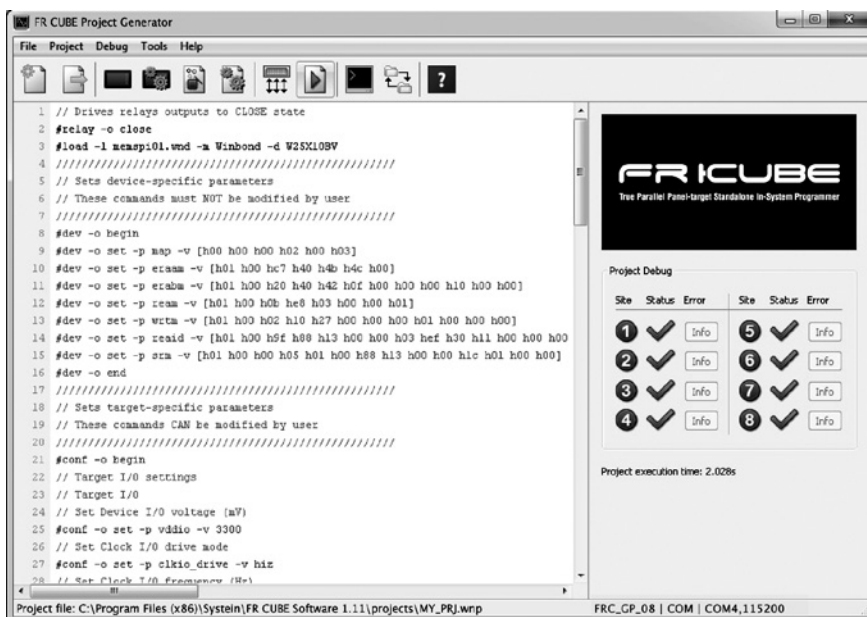 FR CUBE Project Generator
File Project Debug Tools Help
1 // Drives relays outputs to CLOSE state
2 #relay -o close
3 #load -l memspi01.wnd -m Winbond -d W25X10BV
4 /////////////////////////////////////////////////////
5 // Sets device-specific parameters
6 // These commands must NOT be modified by user
7 /////////////////////////////////////////////////////
8 #dev -o begin
9 #dev -o set -p map -v [h00 h00 h00 h02 h00 h03]
10 #dev -o set -p eraam -v [h01 h00 hc7 h40 h4b h4c h00]
11 #dev -o set -p erabm -v [h01 h00 h20 h40 h42 h0f h00 h00 h00 h10 h00 h00]
12 #dev -o set -p ream -v [h01 h00 h0b he8 h03 h00 h00 h01]
13 #dev -o set -p wrtm -v [h01 h00 h02 h10 h27 h00 h00 h00 h01 h00 h00 h00]
14 #dev -o set -p reaid -v [h01 h00 h9f h88 h13 h00 h00 h03 hef h30 h11 h00 h00 h00
15 #dev -o set -p srm -v [h01 h00 h00 h05 h01 h00 h88 h13 h00 h00 h1c h01 h00 h00]
16 #dev -o end
17 /////////////////////////////////////////////////////
18 // Sets target-specific parameters
19 // These commands CAN be modified by user
20 /////////////////////////////////////////////////////
21 #conf -o begin
22 // Target I/O settings
23 // Target I/O
24 // Set Device I/O voltage (mV)
25 #conf -o set -p vddio -v 3300
26 // Set Clock I/O drive mode
27 #conf -o set -p clkio_drive -v hiz
28 // Set Clock I/O frequency (Hz)
FR CUBE
True Parallel Panel-target Standalone In-System Programmer
Project Debug
Site Status Error Site Status Error
1 Info 5 Info
2 Info 6 Info
3 Info 7 Info
4 Info 8 Info
Project execution time: 2.028s
Project file: C:\Program Files (x86)\Systein\FR CUBE Software 1.11\projects\MY_PRJ.wnp
FRC_GP_08 | COM | COM4,115200